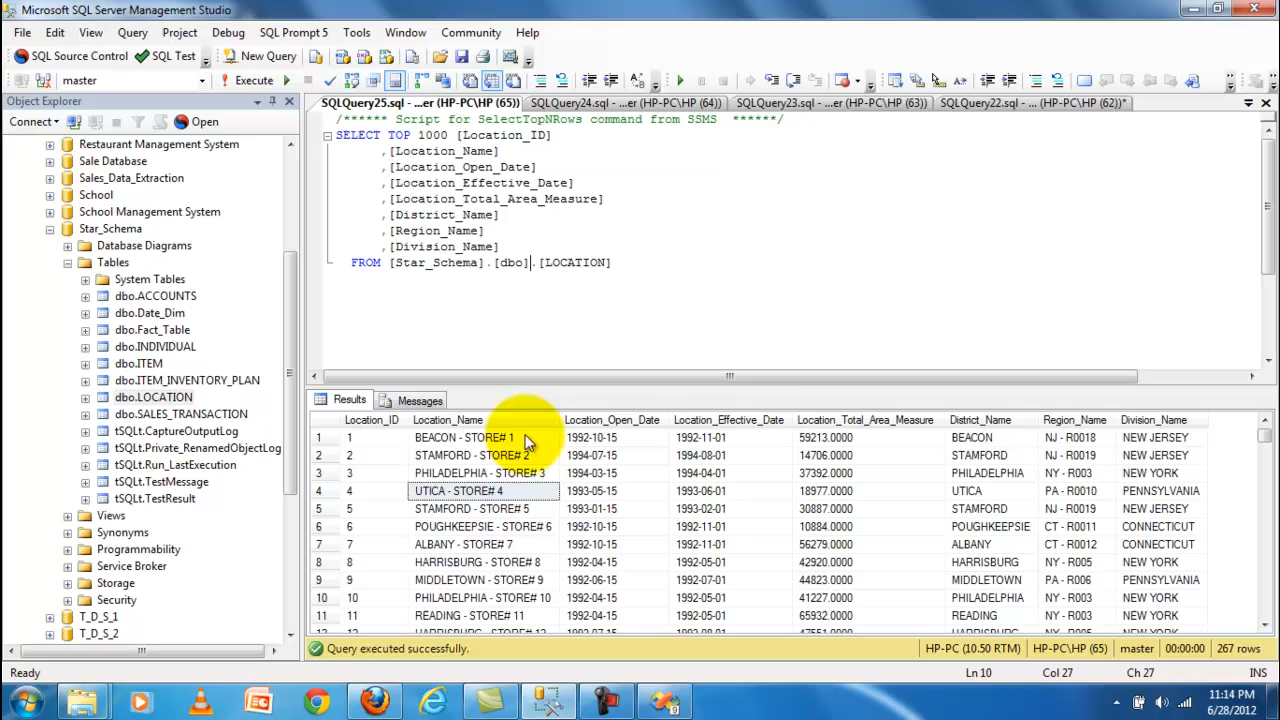 Microsoft SQL Server Management Studio
File Edit View Query Project Debug SQL Prompt 5 Tools Window Community Help
SQL Source Control SQL Test New Query
master Execute
Object Explorer
SQLQuery25.sql - ...er (HP-PC\HP (65)) SQLQuery24.sql - ...er (HP-PC\HP (64)) SQLQuery23.sql - ...er (HP-PC\HP (63)) SQLQuery22.sql - ...er (HP-PC\HP (62))*
Connect Open
Restaurant Management System
Sale Database
Sales_Data_Extraction
School
School Management System
Star_Schema
Database Diagrams
Tables
System Tables
dbo.ACCOUNTS
dbo.Date_Dim
dbo.Fact_Table
dbo.INDIVIDUAL
dbo.ITEM
dbo.ITEM_INVENTORY_PLAN
dbo.LOCATION
dbo.SALES_TRANSACTION
tSQLt.CaptureOutputLog
tSQLt.Private_RenamedObjectLog
tSQLt.Run_LastExecution
tSQLt.TestMessage
tSQLt.TestResult
Views
Synonyms
Programmability
Service Broker
Storage
Security
T_D_S_1
T_D_S_2
/****** Script for SelectTopNRows command from SSMS ******/
SELECT TOP 1000 [Location_ID]
,[Location_Name]
,[Location_Open_Date]
,[Location_Effective_Date]
,[Location_Total_Area_Measure]
,[District_Name]
,[Region_Name]
,[Division_Name]
FROM [Star_Schema].[dbo].[LOCATION]
Results Messages
Location_ID Location_Name Location_Open_Date Location_Effective_Date Location_Total_Area_Measure District_Name Region_Name Division_Name
1 1 BEACON - STORE# 1 1992-10-15 1992-11-01 59213.0000 BEACON NJ - R0018 NEW JERSEY
2 2 STAMFORD - STORE# 2 1994-07-15 1994-08-01 14706.0000 STAMFORD NJ - R0019 NEW JERSEY
3 3 PHILADELPHIA - STORE# 3 1994-03-15 1994-04-01 37392.0000 PHILADELPHIA NY - R003 NEW YORK
4 4 UTICA - STORE# 4 1993-05-15 1993-06-01 18977.0000 UTICA PA - R0010 PENNSYLVANIA
5 5 STAMFORD - STORE# 5 1993-01-15 1993-02-01 30887.0000 STAMFORD NJ - R0019 NEW JERSEY
6 6 POUGHKEEPSIE - STORE# 6 1992-10-15 1992-11-01 10884.0000 POUGHKEEPSIE CT - R0011 CONNECTICUT
7 7 ALBANY - STORE# 7 1992-10-15 1992-11-01 56279.0000 ALBANY CT - R0012 CONNECTICUT
8 8 HARRISBURG - STORE# 8 1992-04-15 1992-05-01 42920.0000 HARRISBURG NY - R005 NEW YORK
9 9 MIDDLETOWN - STORE# 9 1992-06-15 1992-07-01 44823.0000 MIDDLETOWN PA - R006 PENNSYLVANIA
10 10 PHILADELPHIA - STORE# 10 1992-04-15 1992-05-01 41227.0000 PHILADELPHIA NY - R003 NEW YORK
11 11 READING - STORE# 11 1992-04-15 1992-05-01 65932.0000 READING NY - R003 NEW YORK
Query executed successfully. HP-PC (10.50 RTM) HP-PC\HP (65) master 00:00:00 267 rows
Ready Ln 10 Col 27 Ch 27 INS
11:14 PM
6/28/2012